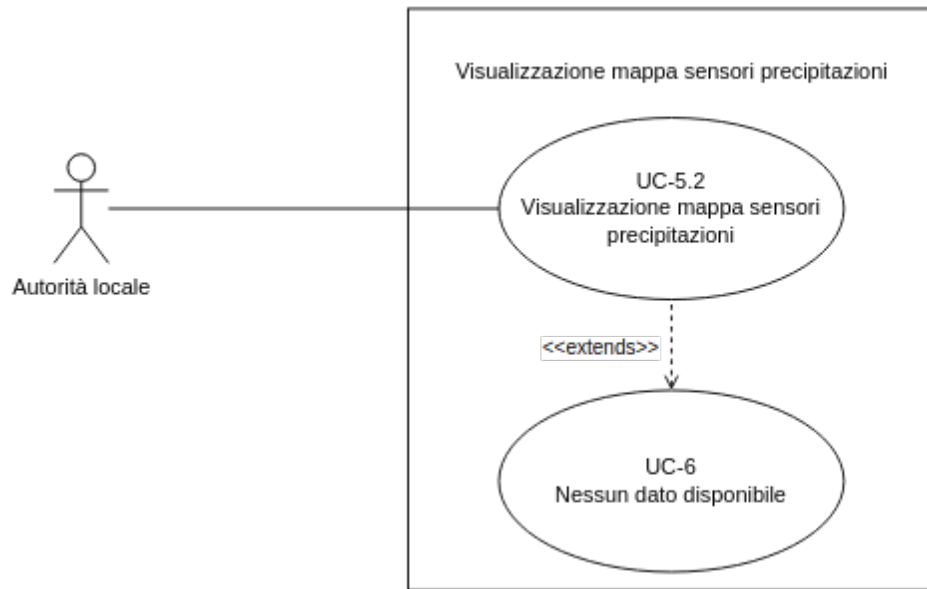 Visualizzazione mappa sensori precipitazioni
UC-5.2
Visualizzazione mappa sensori
precipitazioni
Autorità locale
<<extends>>
UC-6
Nessun dato disponibile